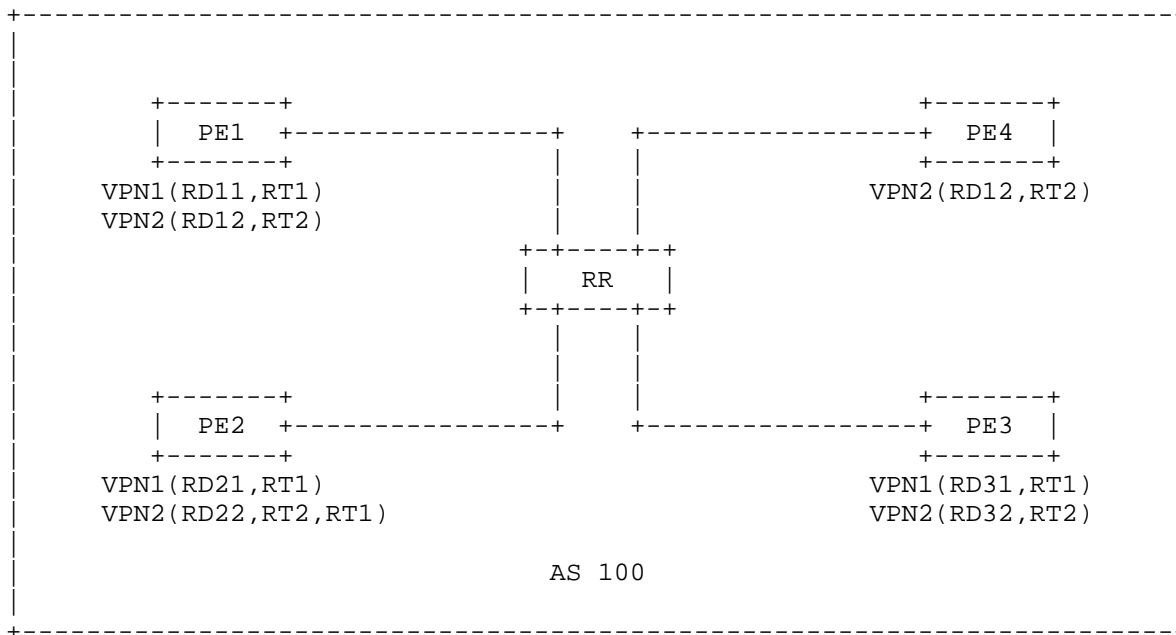 PE1 PE4
VPN1(RD11,RT1) VPN2(RD12,RT2)
VPN2(RD12,RT2)
RR
PE2 PE3
VPN1(RD21,RT1) VPN1(RD31,RT1)
VPN2(RD22,RT2,RT1) VPN2(RD32,RT2)
AS 100